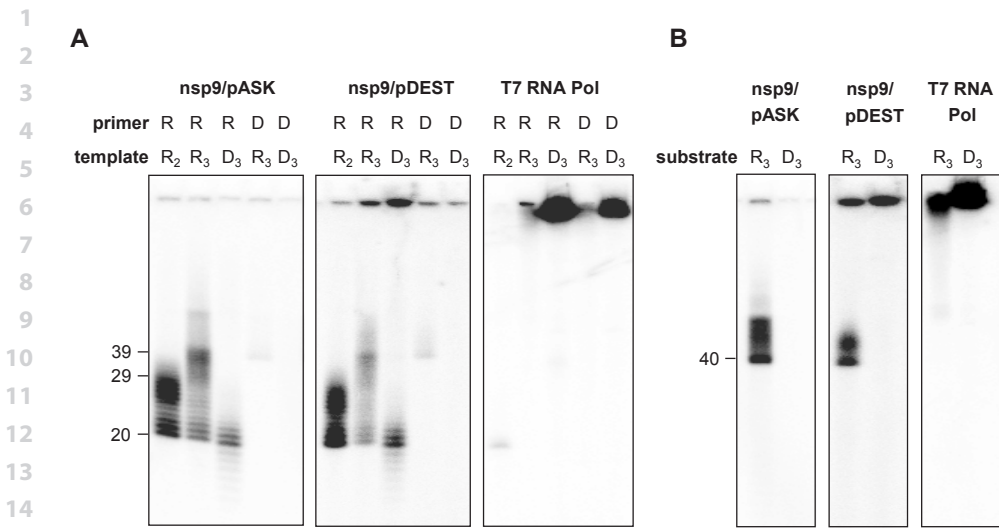 1
2
3
4
5
6
7
8
9
10
11
12
13
14
A
nsp9/pASK nsp9/pDEST T7 RNA Pol
primer R R R D D R R R D D R R R D D
template R₂ R₃ D₃ R₃ D₃ R₂ R₃ D₃ R₃ D₃ R₂ R₃ D₃ R₃ D₃
39
29
20
B
nsp9/ nsp9/ T7 RNA
pASK pDEST Pol
substrate R₃ D₃ R₃ D₃ R₃ D₃
40